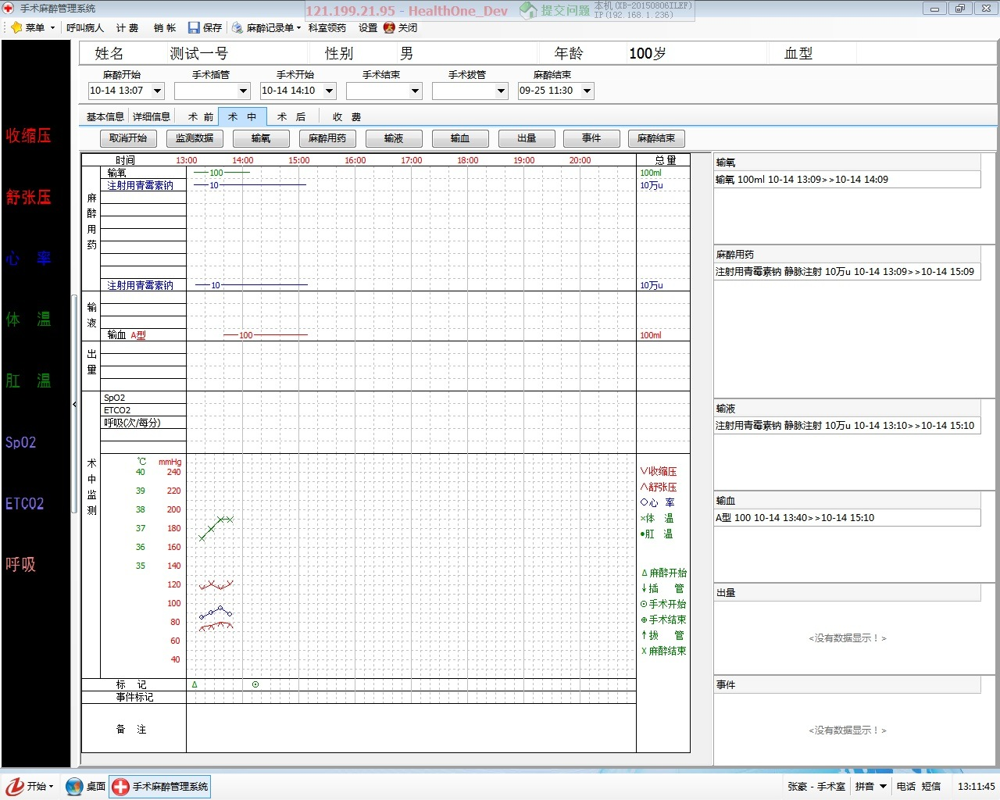 手术麻醉管理系统
121.199.21.95 - HealthOne_Dev
提交问题
本机(XB-20150806ILEF)
IP(192.168.1.236)
菜单 呼叫病人 计 费 销 帐 保存 麻醉记录单 科室领药 设置 关闭
姓名 测试一号 性别 男 年龄 100岁 血型
麻醉开始 手术插管 手术开始 手术结束 手术拔管 麻醉结束
10-14 13:07 10-14 14:10 09-25 11:30
基本信息 详细信息 术 前 术 中 术 后 收 费
取消开始 监测数据 输氧 麻醉用药 输液 输血 出量 事件 麻醉结束
收缩压
舒张压
心 率
体 温
肛 温
SpO2
ETCO2
呼吸
时间 13:00 14:00 15:00 16:00 17:00 18:00 19:00 20:00 总量
麻醉用药
输氧 100 100ml
注射用青霉素钠 10 10万u
注射用青霉素钠 10 10万u
输液
输血 A型 100 100ml
出量
术中监测
SpO2
ETCO2
呼吸(次/每分)
℃ mmHg
40 240
39 220
38 200
37 180
36 160
35 140
120
100
80
60
40
收缩压
舒张压
心 率
体 温
肛 温
麻醉开始
插 管
手术开始
手术结束
拔 管
麻醉结束
标 记
事件标记
备 注
输氧
输氧 100ml 10-14 13:09>>10-14 14:09
麻醉用药
注射用青霉素钠 静脉注射 10万u 10-14 13:09>>10-14 15:09
输液
注射用青霉素钠 静脉注射 10万u 10-14 13:10>>10-14 15:10
输血
A型 100 10-14 13:40>>10-14 15:10
出量
<没有数据显示！>
事件
<没有数据显示！>
开始 桌面 手术麻醉管理系统 张豪 - 手术室 拼音 电话 短信 13:11:45